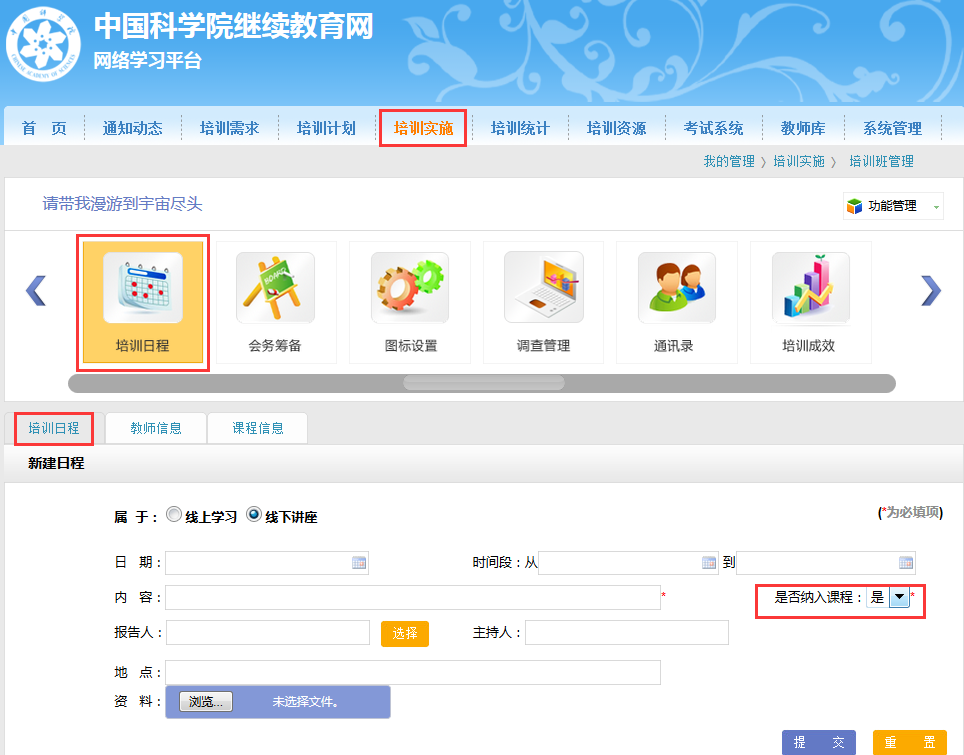 中国科学院继续教育网
网络学习平台
首 页 通知动态 培训需求 培训计划 培训实施 培训统计 培训资源 考试系统 教师库 系统管理
我的管理 》 培训实施 》 培训班管理
请带我漫游到宇宙尽头
功能管理
培训日程 会务筹备 图标设置 调查管理 通讯录 培训成效
培训日程 教师信息 课程信息
新建日程
属 于： 线上学习 线下讲座 (*为必填项)
日 期： 时间段：从 到
内 容： * 是否纳入课程： 是 *
报告人： 选择 主持人：
地 点：
资 料： 浏览... 未选择文件。
提 交 重 置